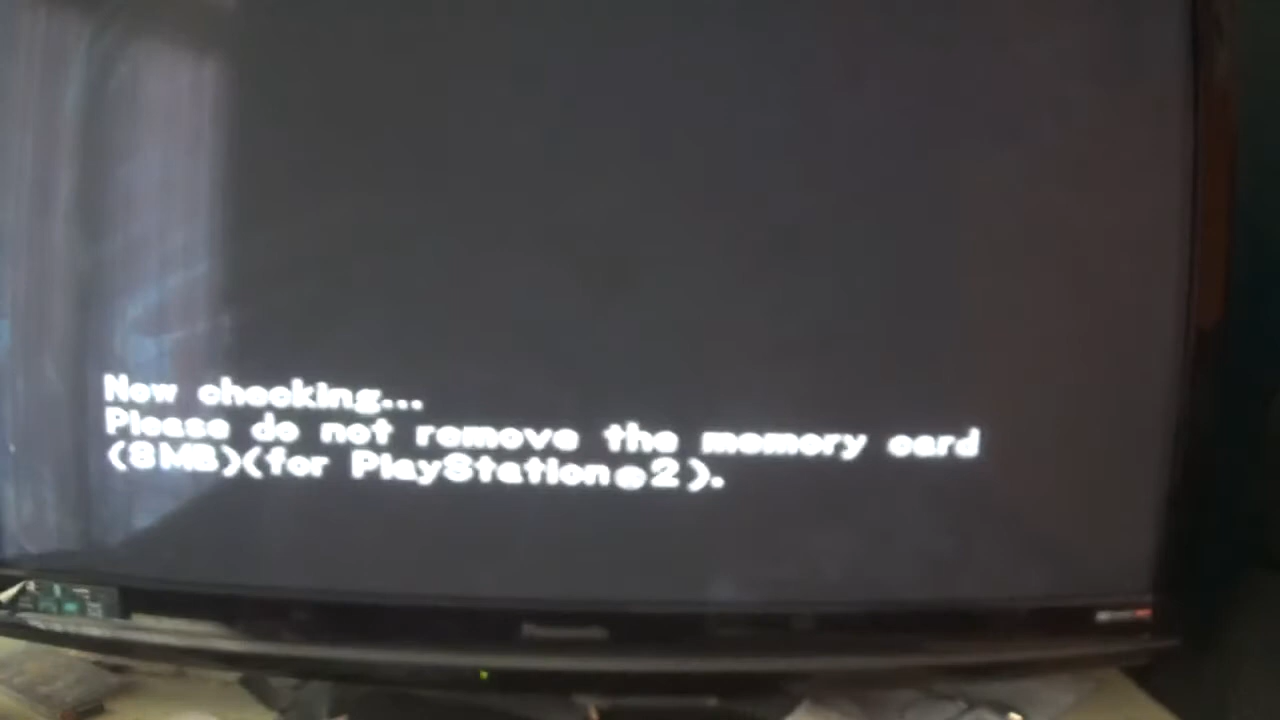 Now checking...
Please do not remove the memory card
(8MB)(for PlayStation®2).